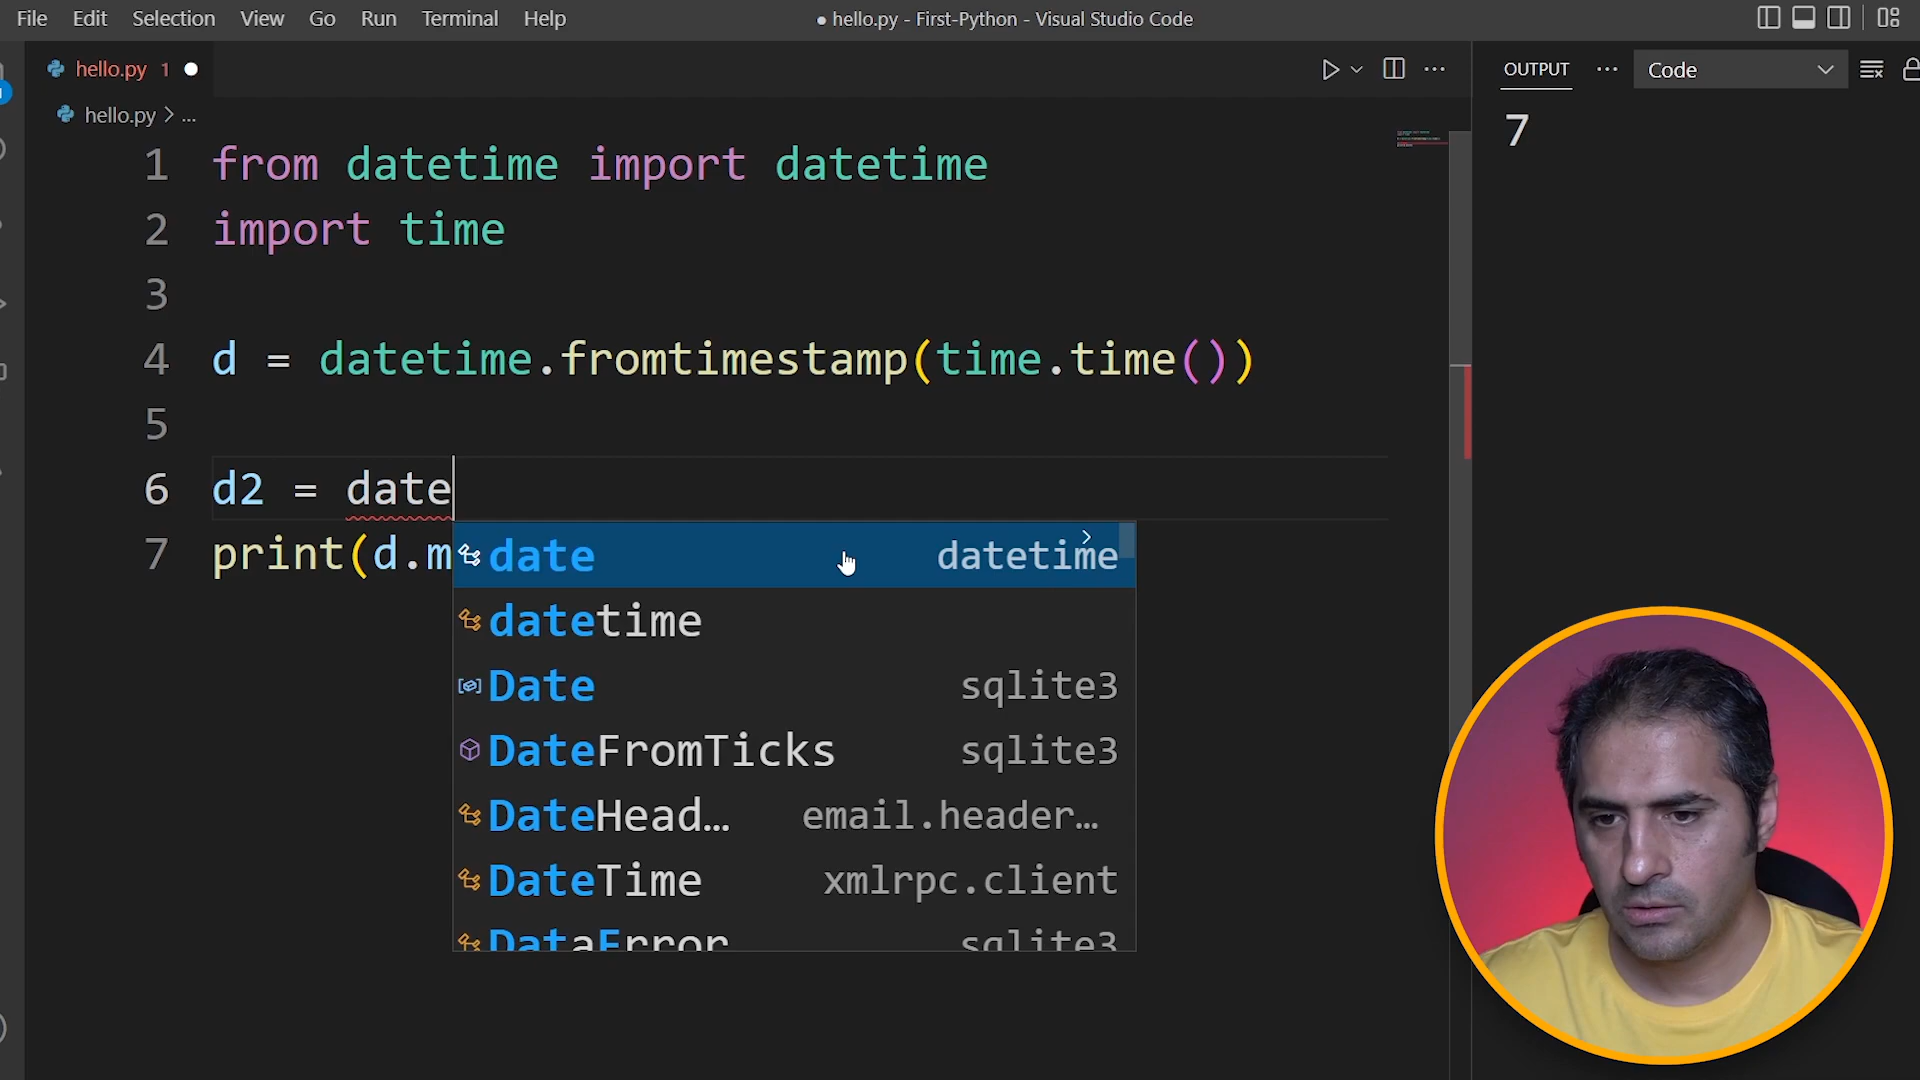 File Edit Selection View Go Run Terminal Help
● hello.py - First-Python - Visual Studio Code
hello.py 1
OUTPUT ... Code
hello.py > ...
7
1 from datetime import datetime
2 import time
3
4 d = datetime.fromtimestamp(time.time())
5
6 d2 = date
7 print(d.m
date datetime
datetime
Date sqlite3
DateFromTicks sqlite3
DateHead… email.header…
DateTime xmlrpc.client
DataError sqlite3